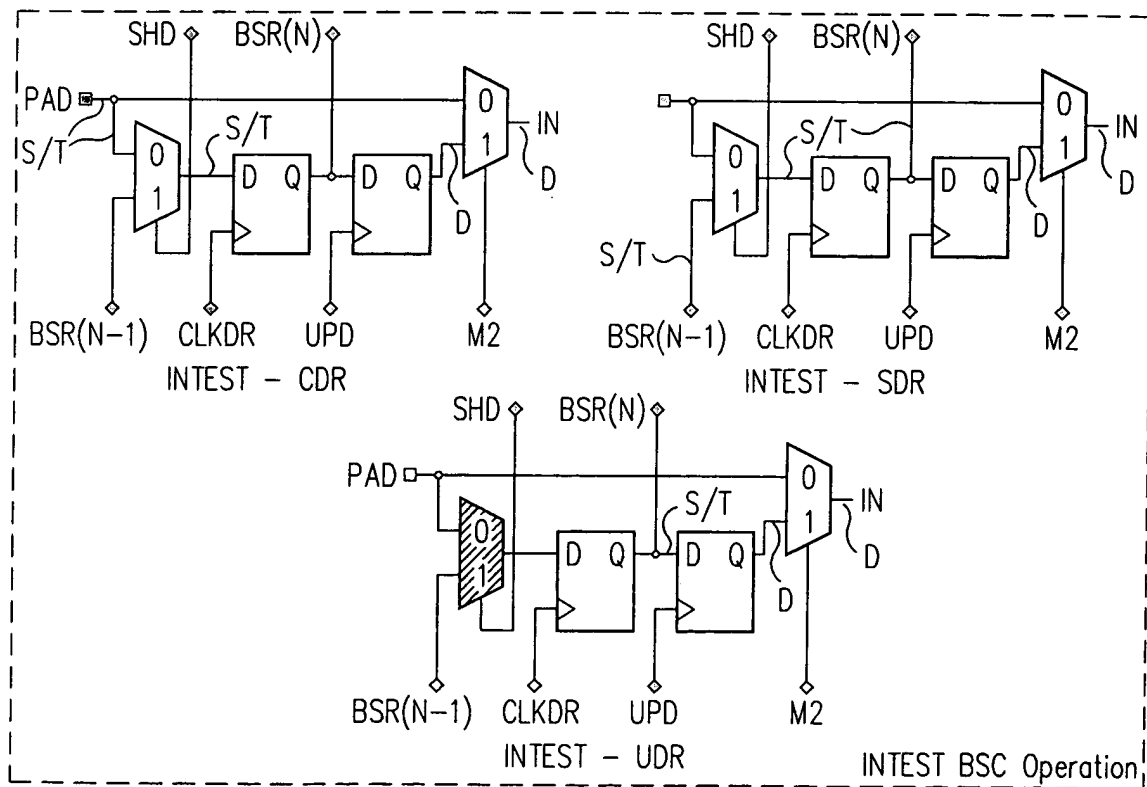 SHD BSR(N)
PAD
S/T
0
1
S/T
D Q
D Q
0
1
IN
D
D
BSR(N-1) CLKDR UPD M2
INTEST - CDR
SHD BSR(N)
S/T
S/T
0
1
D Q
D Q
0
1
IN
D
D
BSR(N-1) CLKDR UPD M2
INTEST - SDR
SHD BSR(N)
PAD
0
1
D Q
S/T
D Q
0
1
IN
D
D
BSR(N-1) CLKDR UPD M2
INTEST - UDR
INTEST BSC Operation